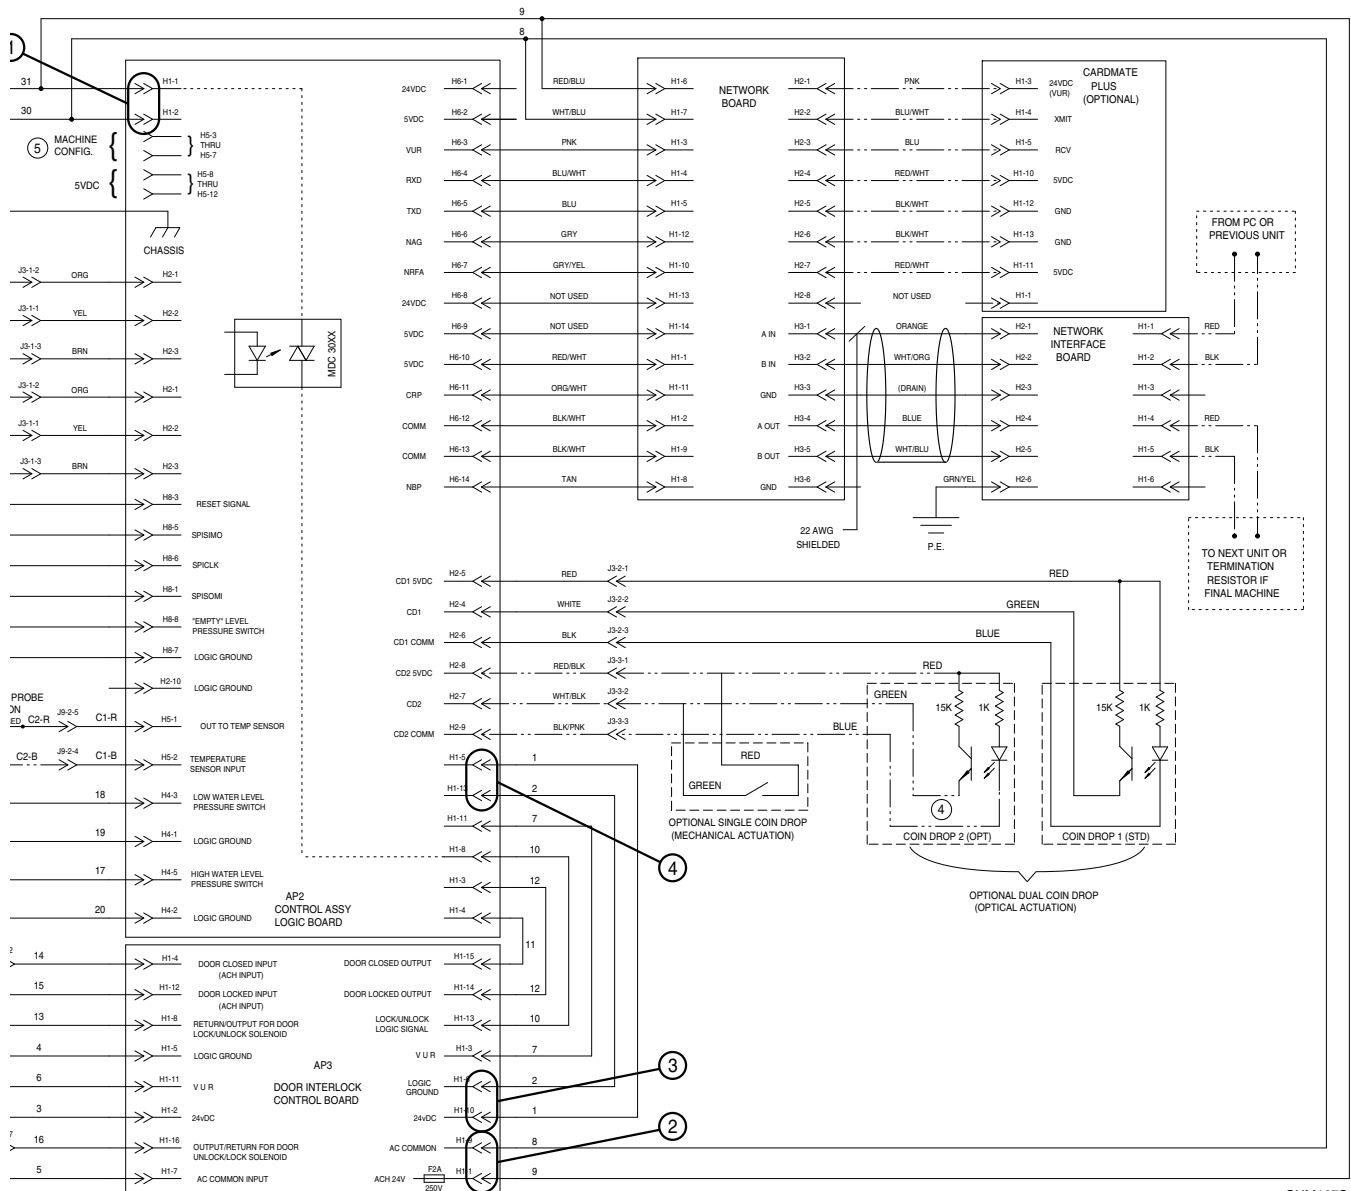 9
8
1
31
H1-1
30
H1-2
5
MACHINE
CONFIG.
H5-3
THRU
H5-7
5VDC
H5-8
THRU
H5-12
CHASSIS
J3-1-2 ORG H2-1
J3-1-1 YEL H2-2
J3-1-3 BRN H2-3
J3-1-2 ORG H2-1
J3-1-1 YEL H2-2
J3-1-3 BRN H2-3
MDC 30XX
H8-3 RESET SIGNAL
H8-5 SPISIMO
H8-6 SPICLK
H8-1 SPISOMI
H8-8 "EMPTY" LEVEL
PRESSURE SWITCH
H8-7 LOGIC GROUND
H2-10 LOGIC GROUND
PROBE
ON
ED C2-R J9-2-5 C1-R H5-1 OUT TO TEMP SENSOR
C2-B J9-2-4 C1-B H5-2 TEMPERATURE
SENSOR INPUT
18 H4-3 LOW WATER LEVEL
PRESSURE SWITCH
19 H4-1 LOGIC GROUND
17 H4-5 HIGH WATER LEVEL
PRESSURE SWITCH
20 H4-2 LOGIC GROUND
AP2
CONTROL ASSY
LOGIC BOARD
24VDC H6-1 RED/BLU H1-6
5VDC H6-2 WHT/BLU H1-7
VUR H6-3 PNK H1-3
RXD H6-4 BLU/WHT H1-4
TXD H6-5 BLU H1-5
NAG H6-6 GRY H1-12
NRFA H6-7 GRY/YEL H1-10
24VDC H6-8 NOT USED H1-13
5VDC H6-9 NOT USED H1-14
5VDC H6-10 RED/WHT H1-1
CRP H6-11 ORG/WHT H1-11
COMM H6-12 BLK/WHT H1-2
COMM H6-13 BLK/WHT H1-9
NBP H6-14 TAN H1-8
NETWORK
BOARD
H2-1 PNK H1-3 24VDC
(VUR)
H2-2 BLU/WHT H1-4 XMIT
H2-3 BLU H1-5 RCV
H2-4 RED/WHT H1-10 5VDC
H2-5 BLK/WHT H1-12 GND
H2-6 BLK/WHT H1-13 GND
H2-7 RED/WHT H1-11 5VDC
H2-8 NOT USED H1-1
CARDMATE
PLUS
(OPTIONAL)
A IN H3-1 ORANGE H2-1
B IN H3-2 WHT/ORG H2-2
GND H3-3 (DRAIN) H2-3
A OUT H3-4 BLUE H2-4
B OUT H3-5 WHT/BLU H2-5
GND H3-6 GRN/YEL H2-6
22 AWG
SHIELDED
P.E.
NETWORK
INTERFACE
BOARD
H1-1 RED
H1-2 BLK
H1-3
H1-4 RED
H1-5 BLK
H1-6
FROM PC OR
PREVIOUS UNIT
TO NEXT UNIT OR
TERMINATION
RESISTOR IF
FINAL MACHINE
CD1 5VDC H2-5 RED J3-2-1 RED
CD1 H2-4 WHITE J3-2-2 GREEN
CD1 COMM H2-6 BLK J3-2-3 BLUE
CD2 5VDC H2-8 RED/BLK J3-3-1 RED
CD2 H2-7 WHT/BLK J3-3-2 GREEN
CD2 COMM H2-9 BLK/PNK J3-3-3 BLUE
15K 1K
15K 1K
RED
GREEN
OPTIONAL SINGLE COIN DROP
(MECHANICAL ACTUATION)
4
COIN DROP 2 (OPT)
COIN DROP 1 (STD)
OPTIONAL DUAL COIN DROP
(OPTICAL ACTUATION)
H1-5 1
H1-13 2
H1-11 7
H1-8 10
H1-3 12
H1-4
11
4
14 H1-4 DOOR CLOSED INPUT
(ACH INPUT)
15 H1-12 DOOR LOCKED INPUT
(ACH INPUT)
13 H1-8 RETURN/OUTPUT FOR DOOR
LOCK/UNLOCK SOLENOID
4 H1-5 LOGIC GROUND
6 H1-11 V U R
3 H1-2 24vDC
16 H1-16 OUTPUT/RETURN FOR DOOR
UNLOCK/LOCK SOLENOID
5 H1-7 AC COMMON INPUT
AP3
DOOR INTERLOCK
CONTROL BOARD
DOOR CLOSED OUTPUT H1-15
DOOR LOCKED OUTPUT H1-14 12
LOCK/UNLOCK
LOGIC SIGNAL H1-13 10
V U R H1-3 7
LOGIC
GROUND 2
24vDC H1-10 1
AC COMMON H1-9 8
ACH 24V F2A
250V H1-1 9
3
2